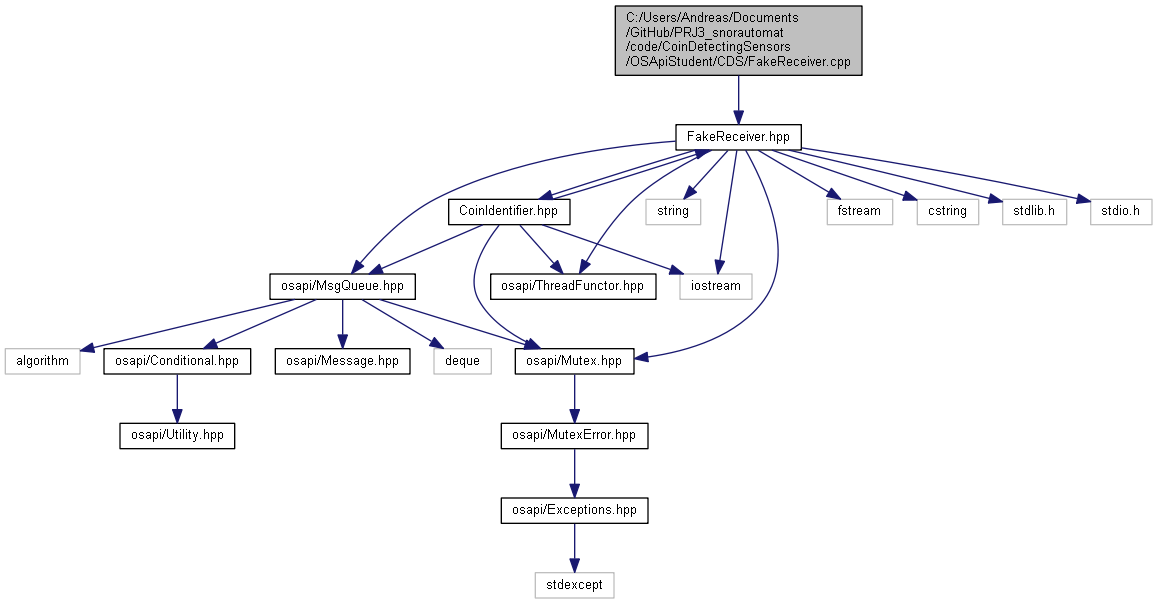 C:/Users/Andreas/Documents
/GitHub/PRJ3_snorautomat
/code/CoinDetectingSensors
/OSApiStudent/CDS/FakeReceiver.cpp
FakeReceiver.hpp
CoinIdentifier.hpp
string
fstream
cstring
stdlib.h
stdio.h
osapi/MsgQueue.hpp
osapi/ThreadFunctor.hpp
iostream
algorithm
osapi/Conditional.hpp
osapi/Message.hpp
deque
osapi/Mutex.hpp
osapi/Utility.hpp
osapi/MutexError.hpp
osapi/Exceptions.hpp
stdexcept